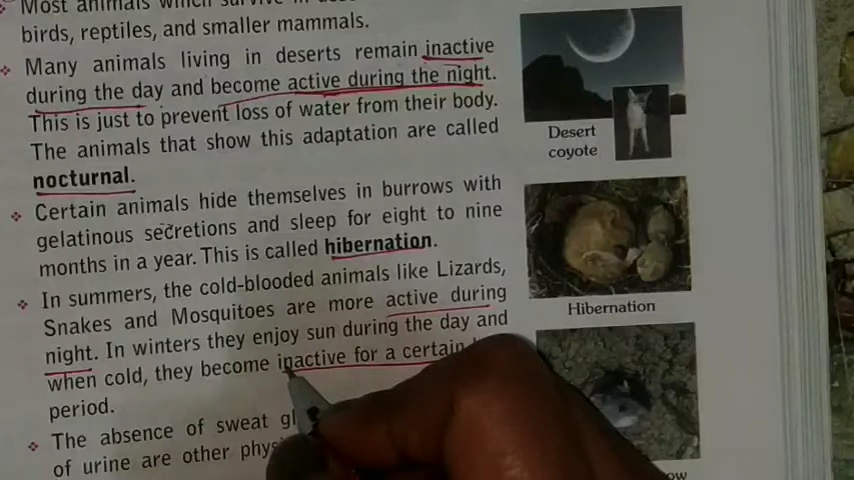 Most animals which survive in
birds, reptiles, and smaller mammals.
❖ Many animals living in deserts remain inactive
during the day and become active during the night.
This is just to prevent loss of water from their body.
The animals that show this adaptation are called
nocturnal.
❖ Certain animals hide themselves in burrows with
gelatinous secretions and sleep for eight to nine
months in a year. This is called hibernation.
❖ In summers, the cold-blooded animals like Lizards,
Snakes and Mosquitoes are more active during
night. In winters they enjoy sun during the day and
when cold, they become inactive for a certain
period.
❖ The absence of sweat
of urine are other
Desert
coyote
Hibernation